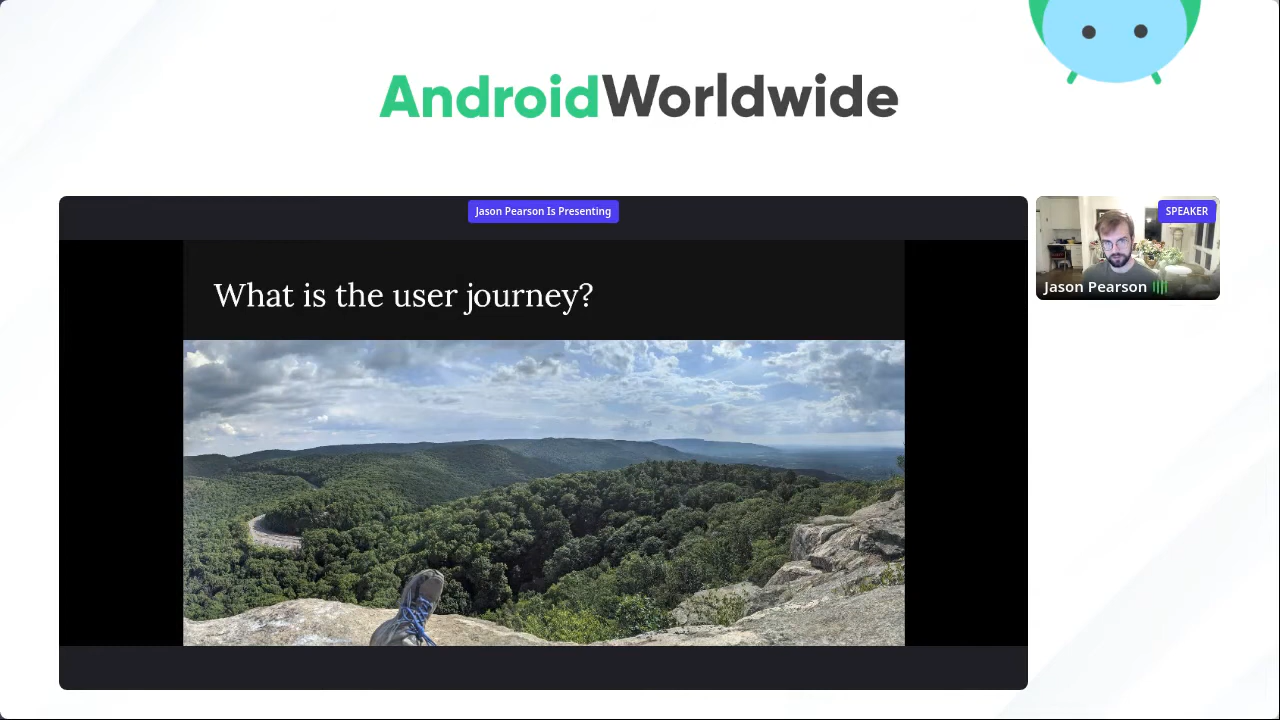 AndroidWorldwide
Jason Pearson Is Presenting
SPEAKER
What is the user journey?
Jason Pearson